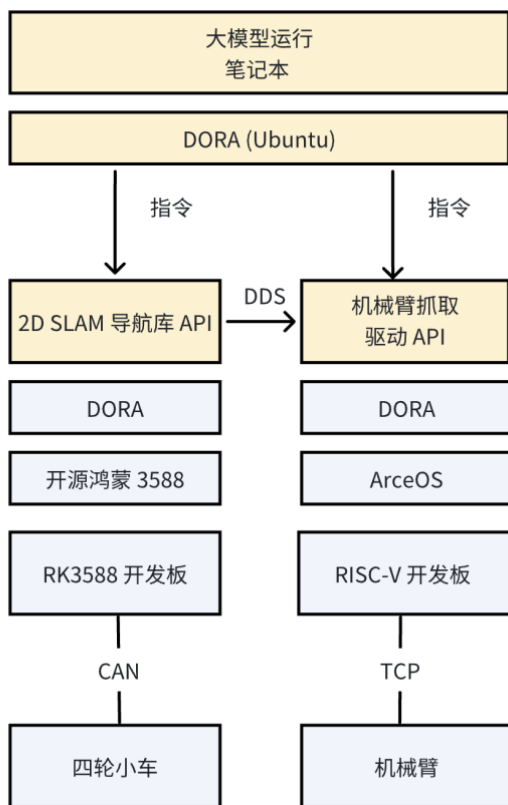 大模型运行
笔记本
DORA (Ubuntu)
指令
指令
2D SLAM 导航库 API
DDS
机械臂抓取
驱动 API
DORA
DORA
开源鸿蒙 3588
ArceOS
RK3588 开发板
RISC-V 开发板
CAN
TCP
四轮小车
机械臂